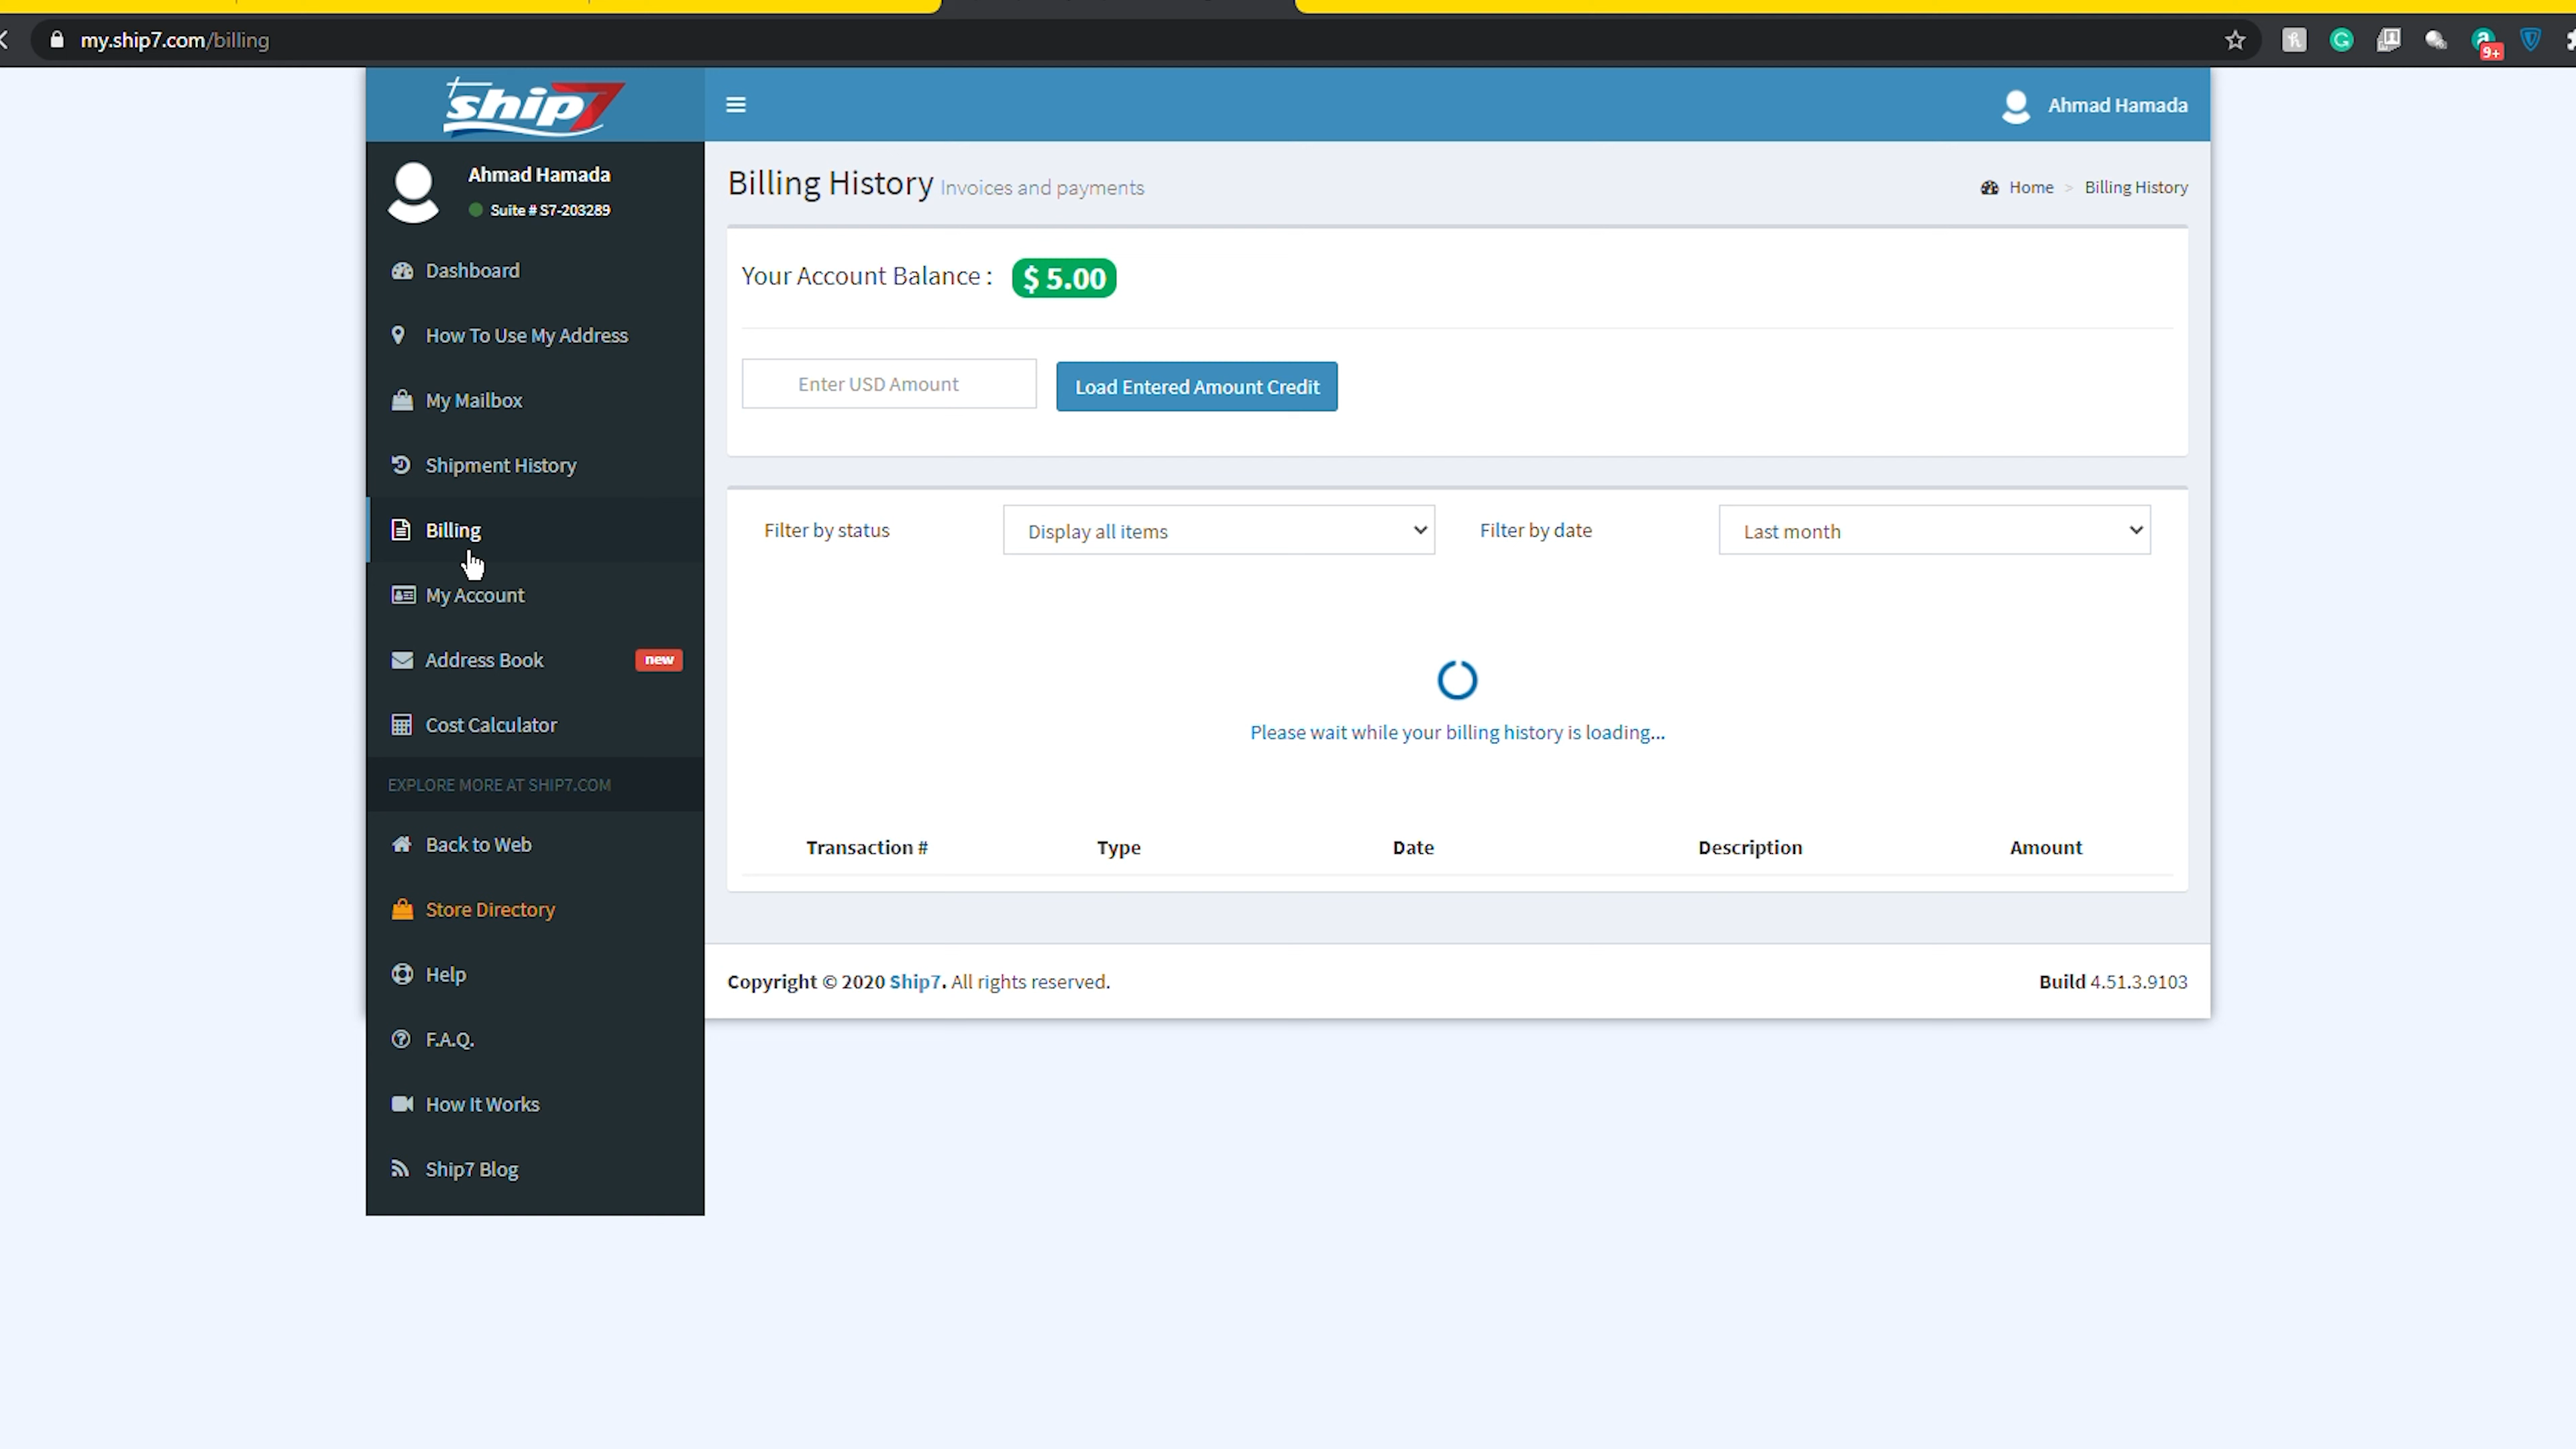 my.ship7.com/billing
9+
ship7
Ahmad Hamada
Ahmad Hamada
Suite # S7-203289
Dashboard
How To Use My Address
My Mailbox
Shipment History
Billing
My Account
Address Book new
Cost Calculator
EXPLORE MORE AT SHIP7.COM
Back to Web
Store Directory
Help
F.A.Q.
How It Works
Ship7 Blog
Billing History Invoices and payments
Home > Billing History
Your Account Balance : $ 5.00
Enter USD Amount Load Entered Amount Credit
Filter by status Display all items Filter by date Last month
Please wait while your billing history is loading...
Transaction # Type Date Description Amount
Copyright © 2020 Ship7. All rights reserved. Build 4.51.3.9103